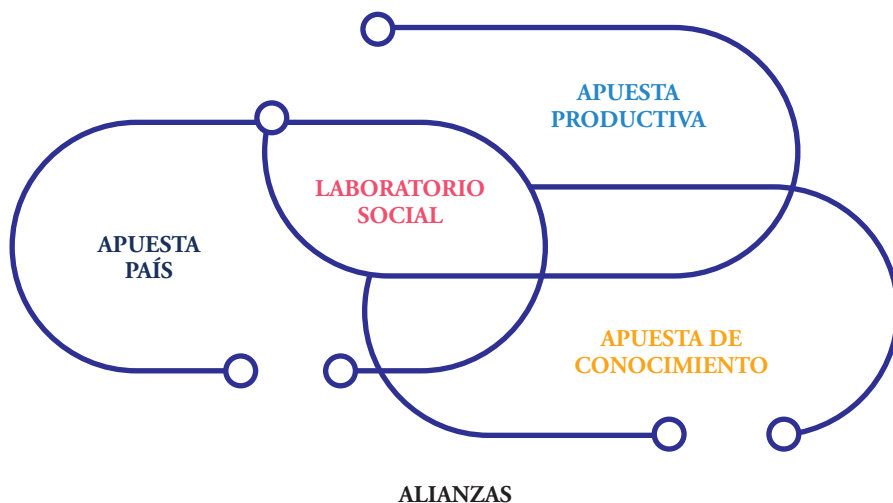 APUESTA
PRODUCTIVA
LABORATORIO
SOCIAL
APUESTA
PAÍS
APUESTA DE
CONOCIMIENTO
ALIANZAS